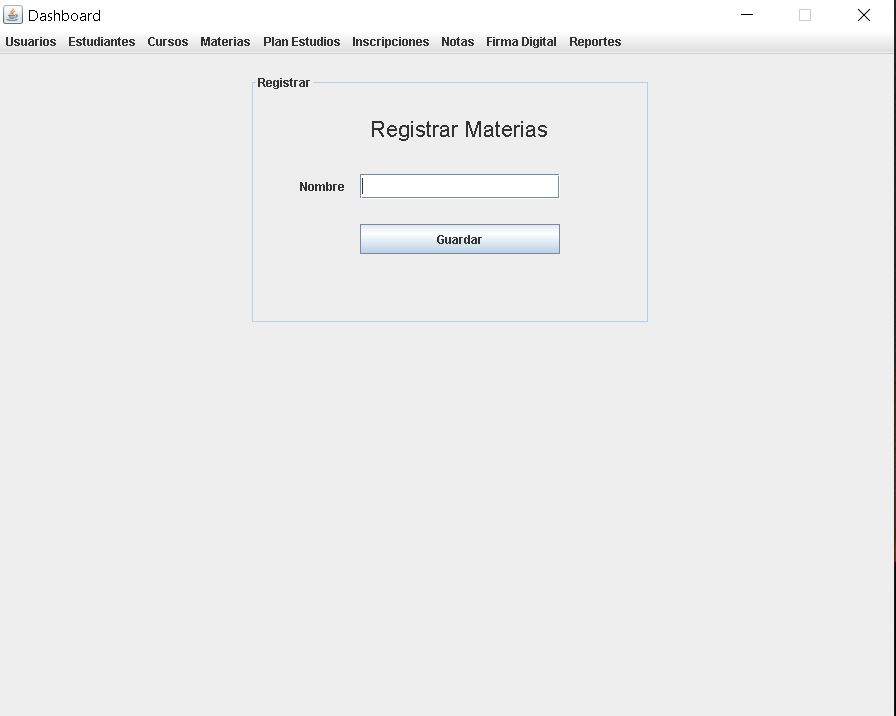 Dashboard
Usuarios Estudiantes Cursos Materias Plan Estudios Inscripciones Notas Firma Digital Reportes
Registrar
Registrar Materias
Nombre
Guardar